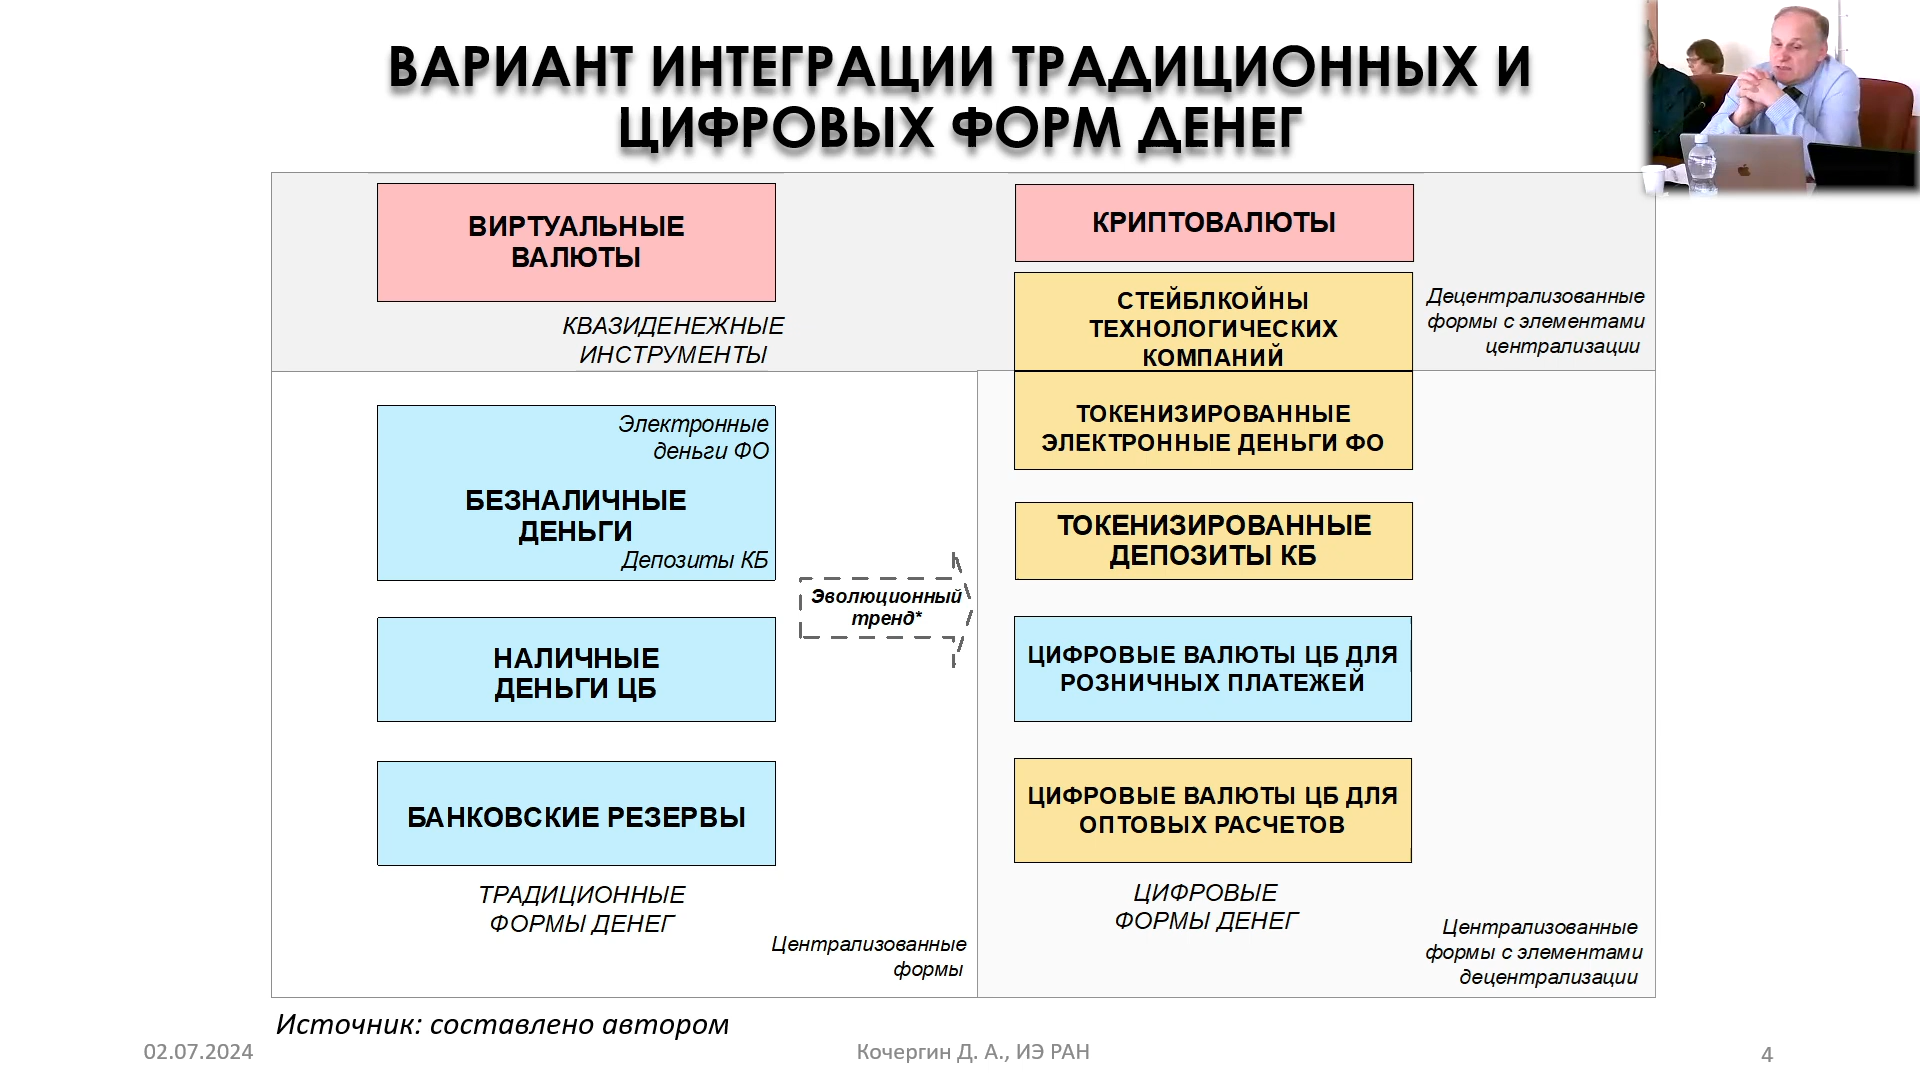 ВАРИАНТ ИНТЕГРАЦИИ ТРАДИЦИОННЫХ И
ЦИФРОВЫХ ФОРМ ДЕНЕГ
ВИРТУАЛЬНЫЕ
ВАЛЮТЫ
КВАЗИДЕНЕЖНЫЕ
ИНСТРУМЕНТЫ
КРИПТОВАЛЮТЫ
СТЕЙБЛКОЙНЫ
ТЕХНОЛОГИЧЕСКИХ
КОМПАНИЙ
Децентрализованные
формы с элементами
централизации
Электронные
деньги ФО
БЕЗНАЛИЧНЫЕ
ДЕНЬГИ
Депозиты КБ
НАЛИЧНЫЕ
ДЕНЬГИ ЦБ
БАНКОВСКИЕ РЕЗЕРВЫ
ТРАДИЦИОННЫЕ
ФОРМЫ ДЕНЕГ
Централизованные
формы
Эволюционный
тренд*
ТОКЕНИЗИРОВАННЫЕ
ЭЛЕКТРОННЫЕ ДЕНЬГИ ФО
ТОКЕНИЗИРОВАННЫЕ
ДЕПОЗИТЫ КБ
ЦИФРОВЫЕ ВАЛЮТЫ ЦБ ДЛЯ
РОЗНИЧНЫХ ПЛАТЕЖЕЙ
ЦИФРОВЫЕ ВАЛЮТЫ ЦБ ДЛЯ
ОПТОВЫХ РАСЧЕТОВ
ЦИФРОВЫЕ
ФОРМЫ ДЕНЕГ
Централизованные
формы с элементами
децентрализации
Источник: составлено автором
02.07.2024
Кочергин Д. А., ИЭ РАН
4